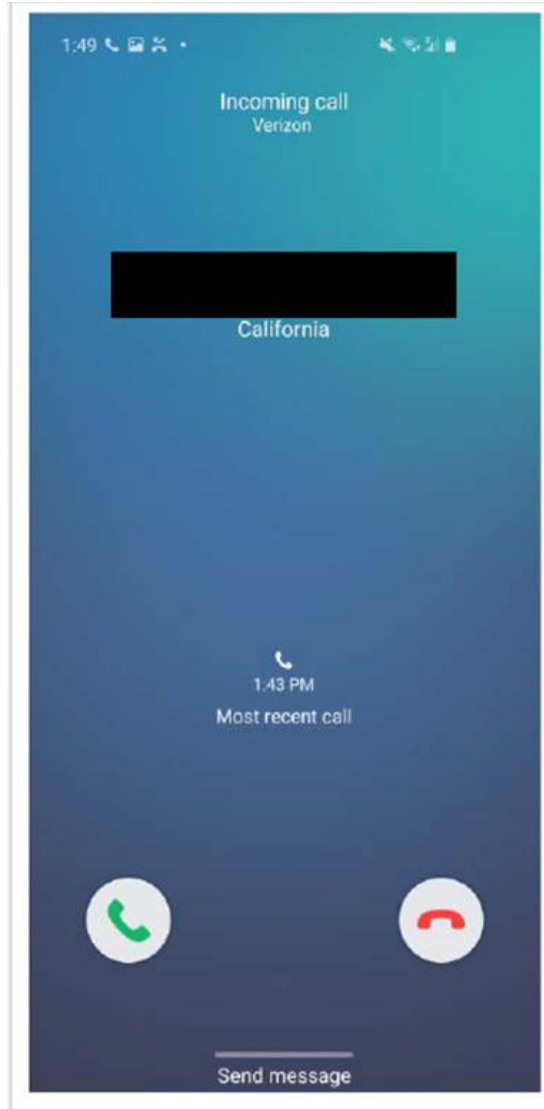 1:49
Incoming call
Verizon
California
1:43 PM
Most recent call
Send message